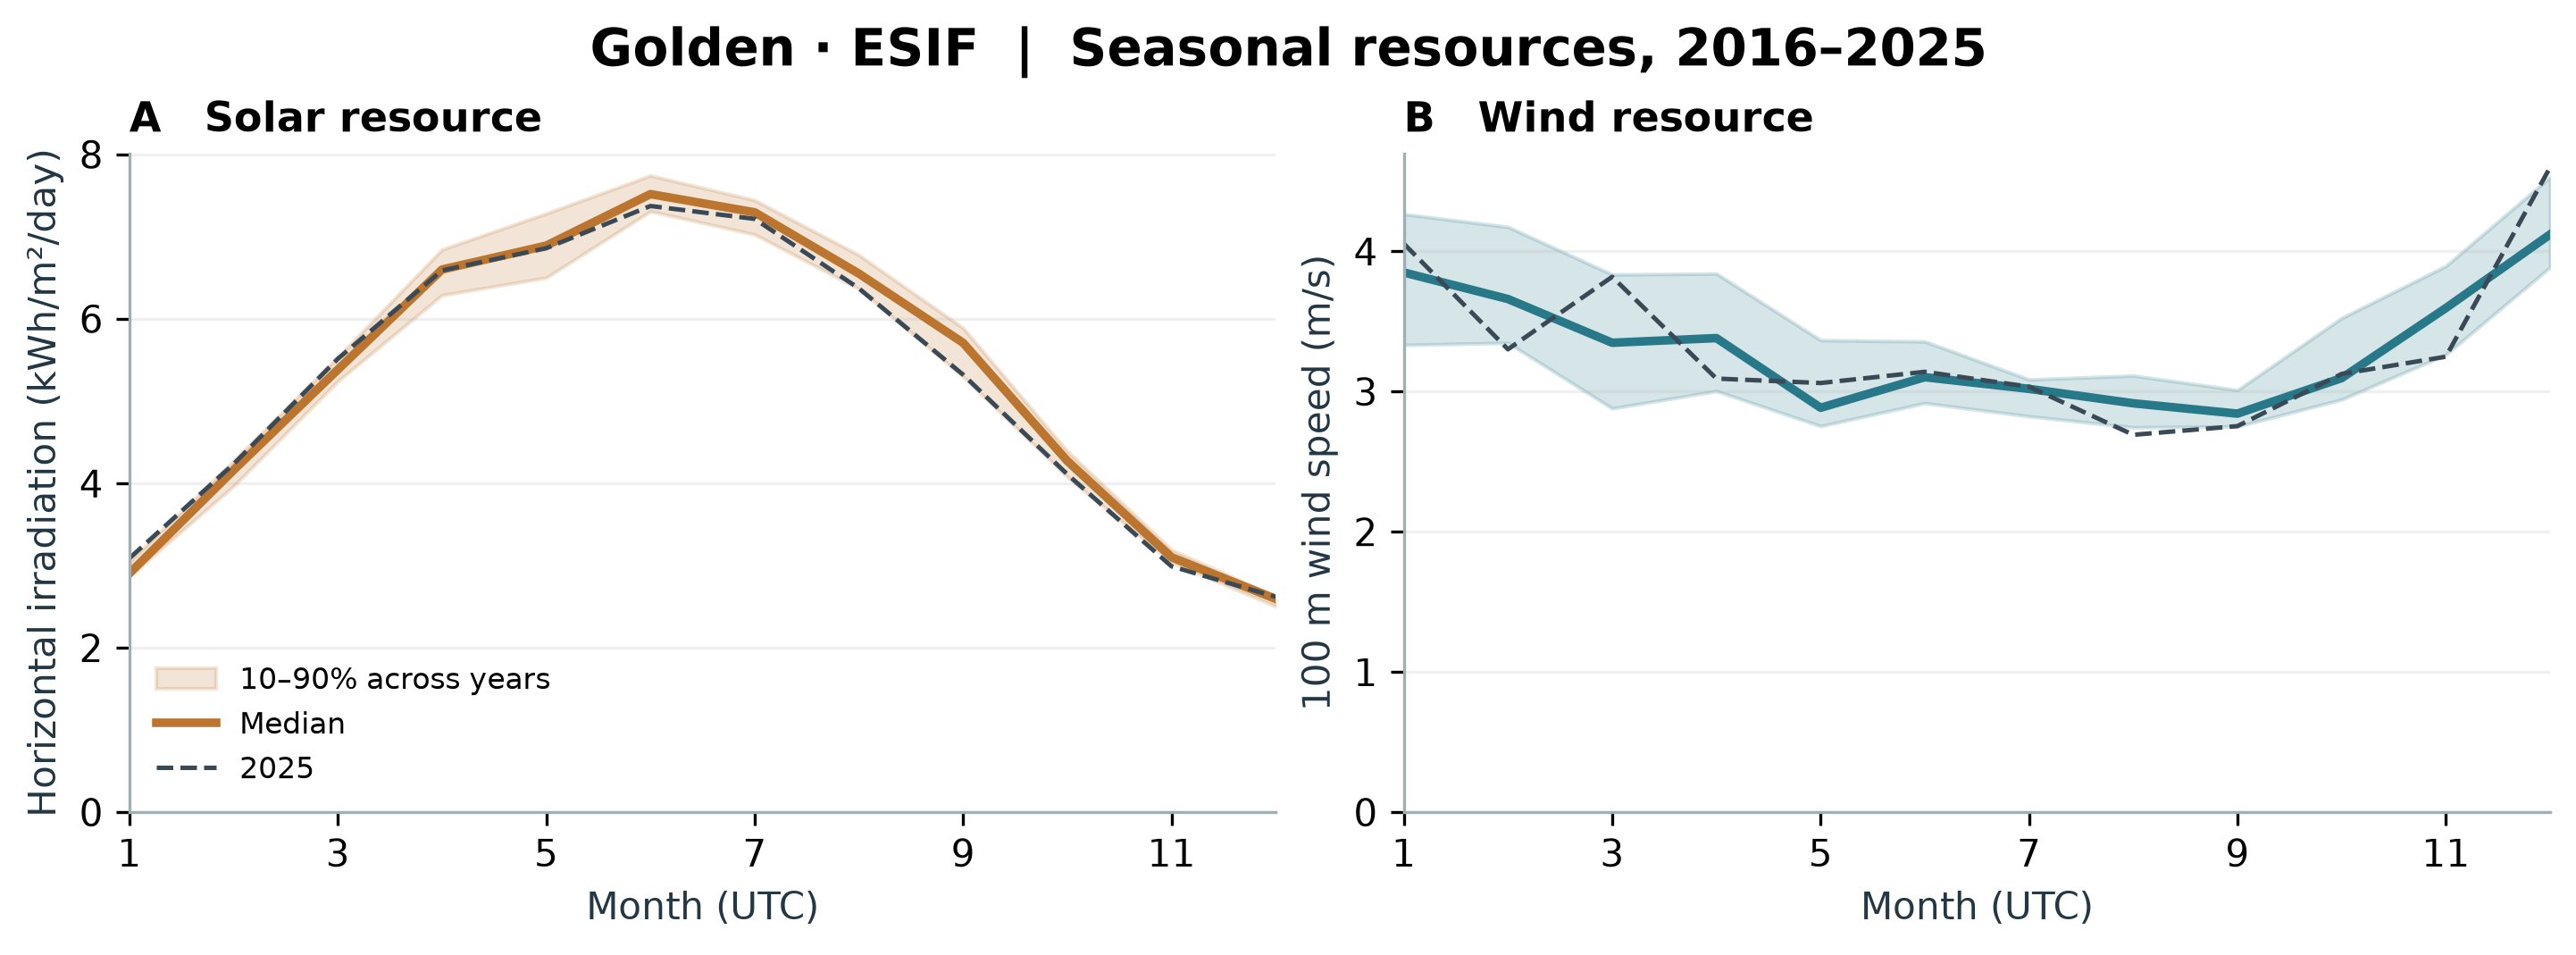 Golden · ESIF | Seasonal resources, 2016–2025
A Solar resource
Horizontal irradiation (kWh/m²/day)
8
6
4
2
0
10–90% across years
Median
2025
1 3 5 7 9 11
Month (UTC)
B Wind resource
100 m wind speed (m/s)
4
3
2
1
0
1 3 5 7 9 11
Month (UTC)